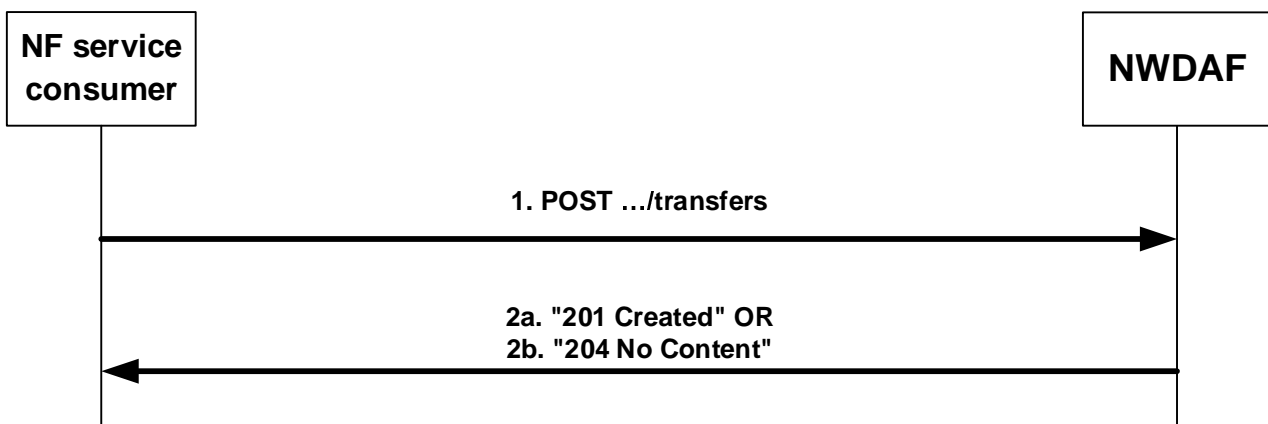 NF service
consumer
NWDAF
1. POST …/transfers
2a. "201 Created" OR
2b. "204 No Content"